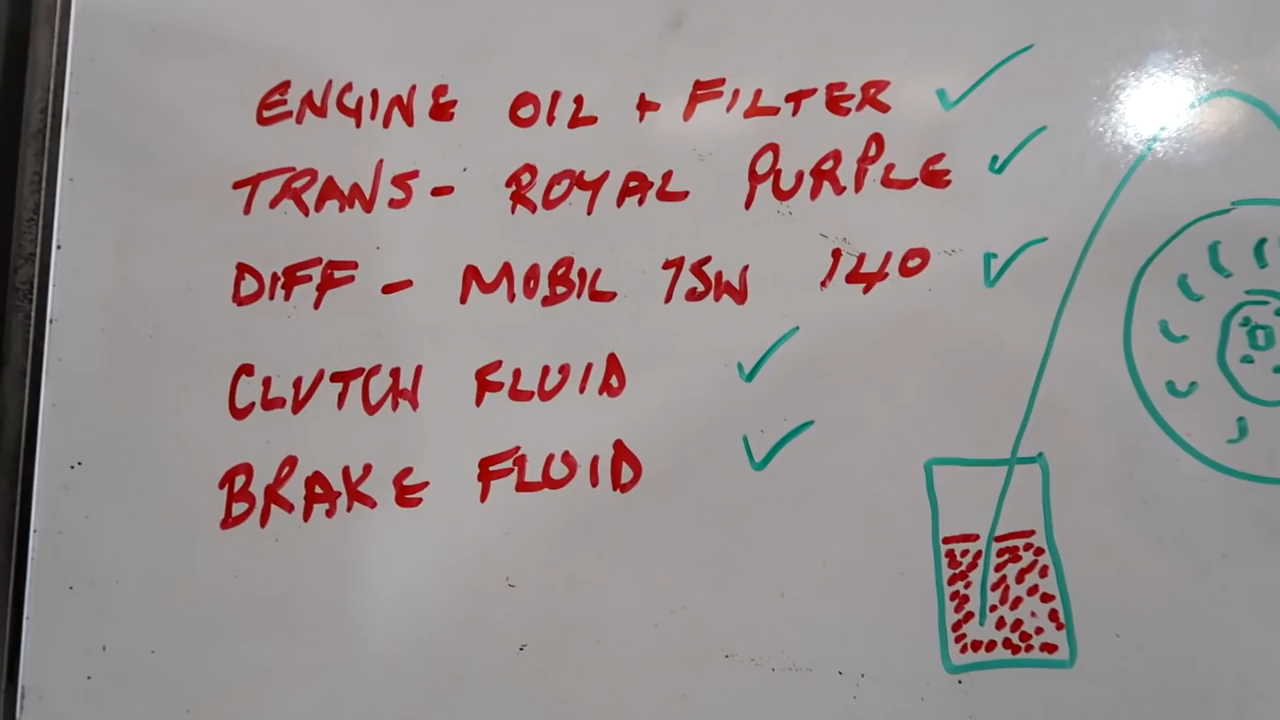 ENGINE OIL + FILTER ✓
TRANS- ROYAL PURPLE ✓
DIFF - MOBIL 75W 140 ✓
CLUTCH FLUID ✓
BRAKE FLUID ✓